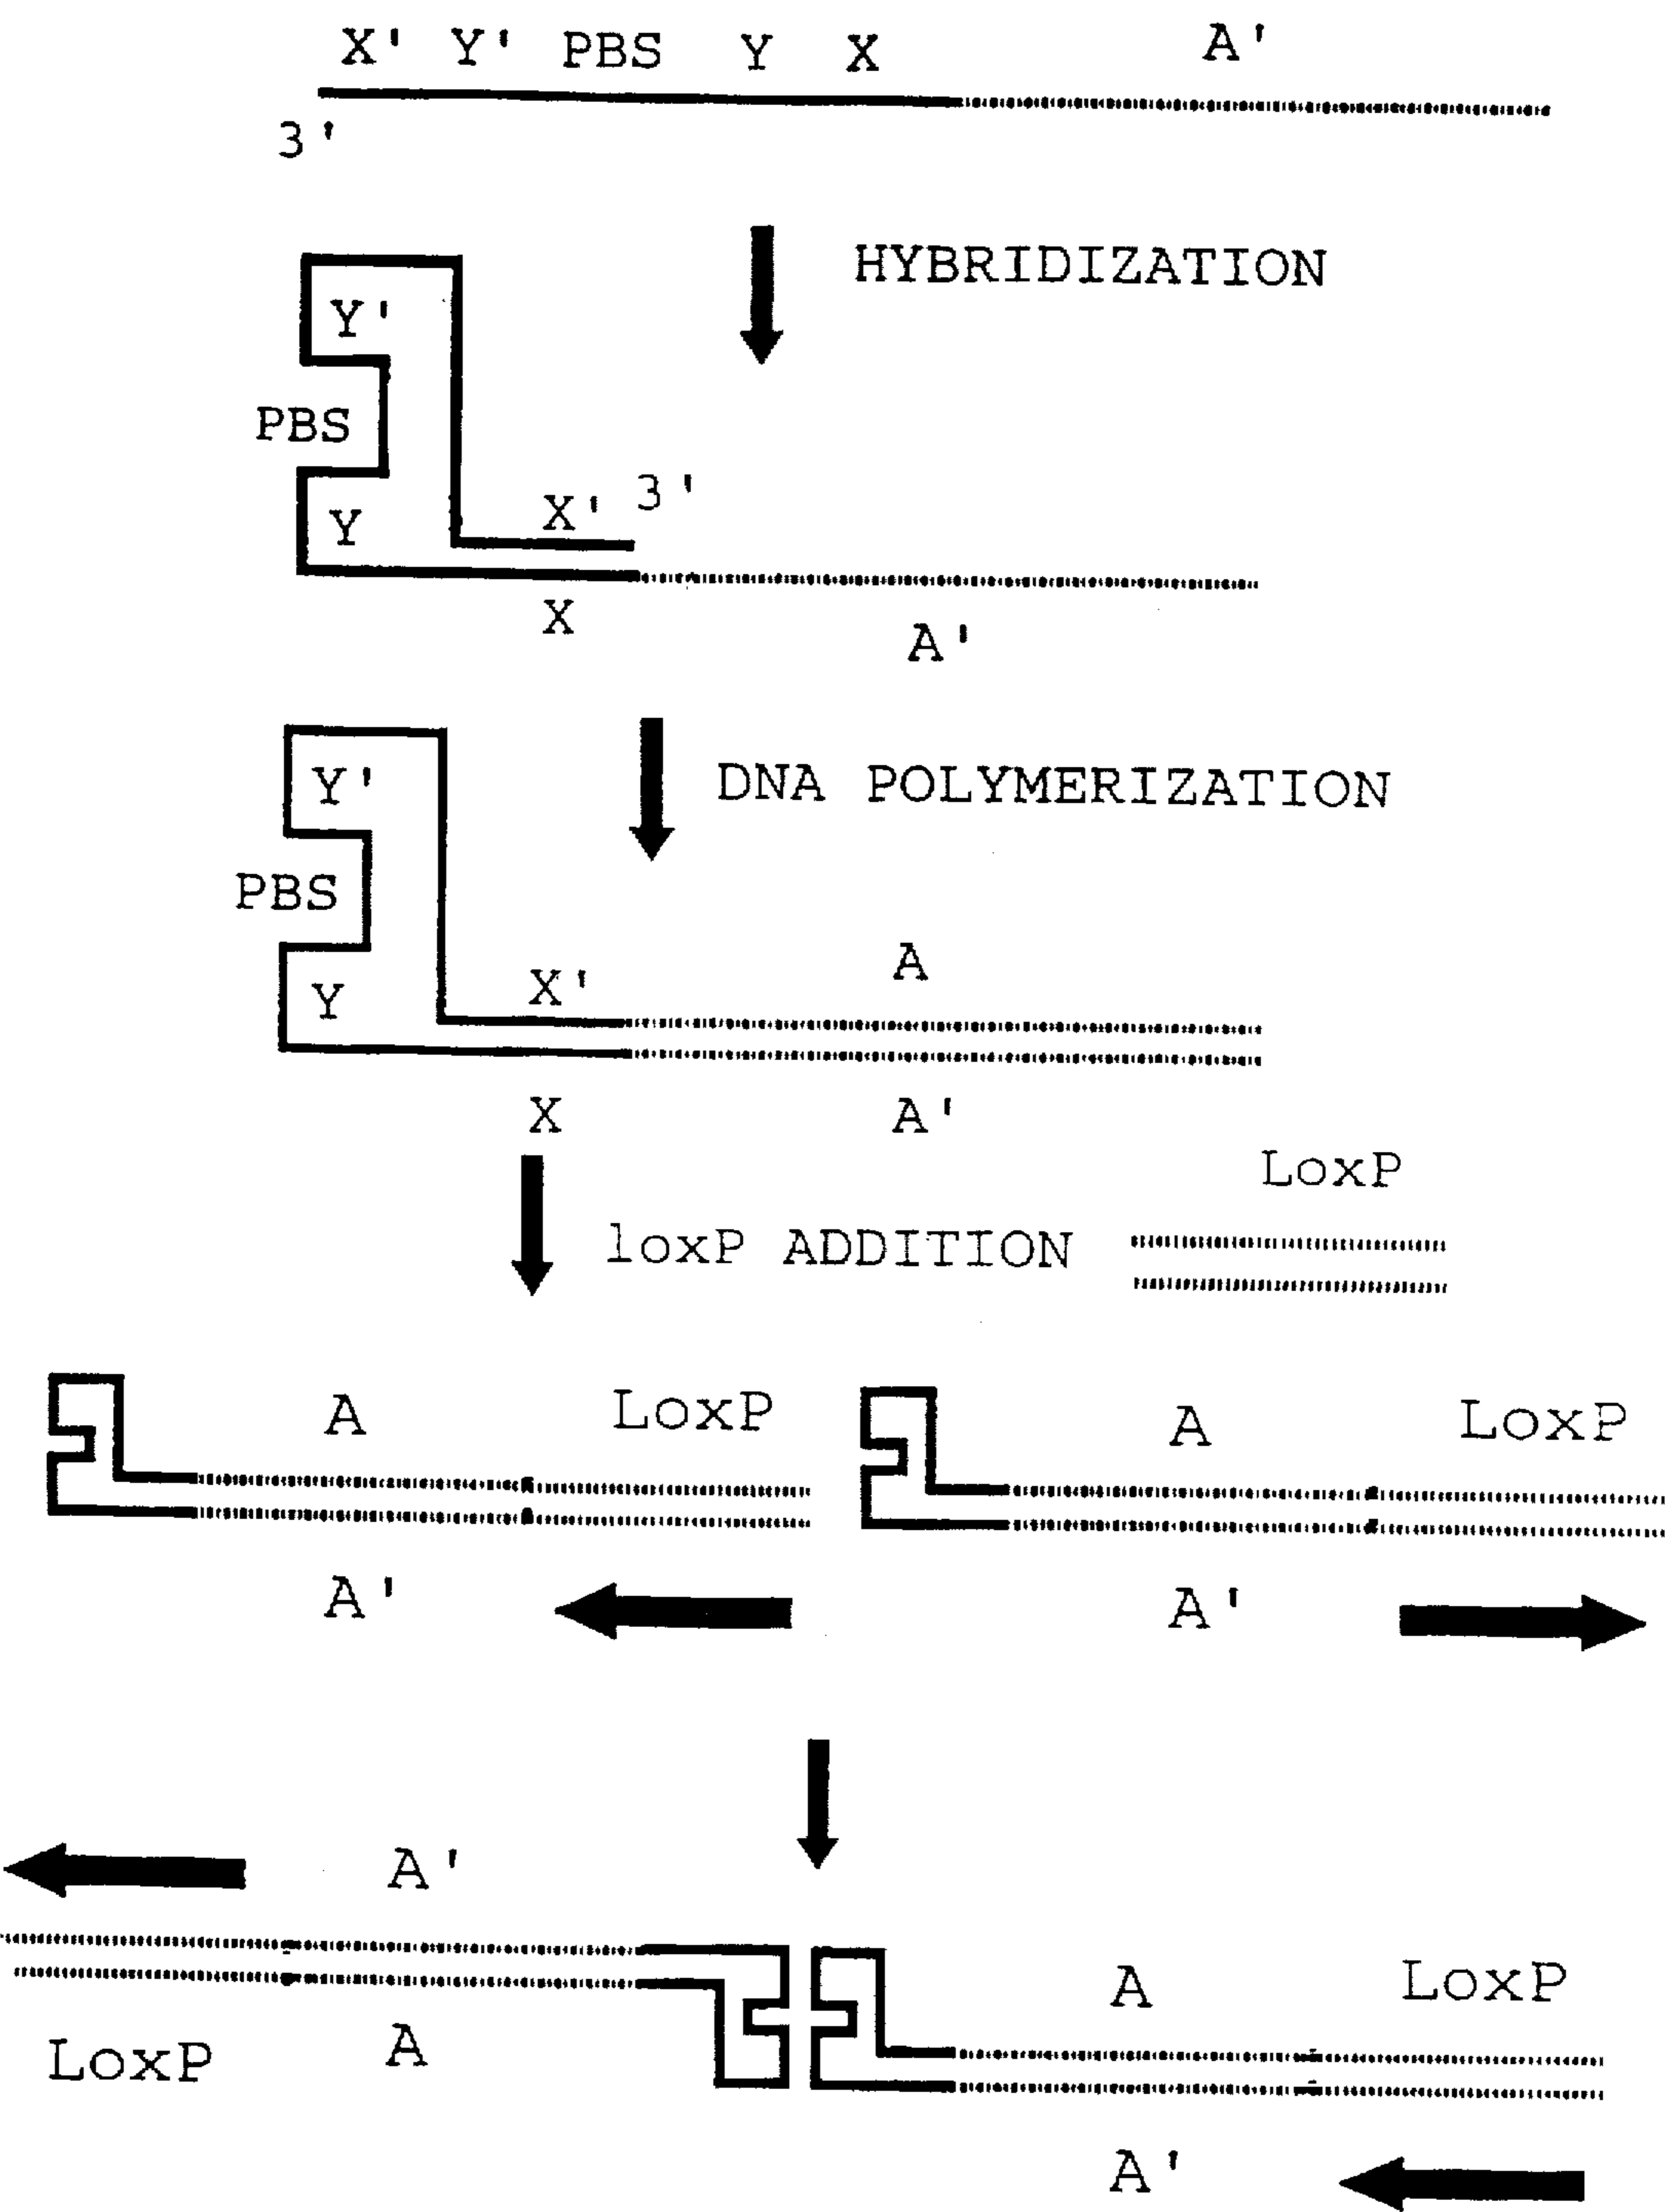 X' Y' PBS Y X A'
3'
HYBRIDIZATION
Y'
PBS
Y X' 3'
X
A'
DNA POLYMERIZATION
Y'
PBS
A
Y X'
X A'
LoxP
loxP ADDITION
A LoxP A LoxP
A' A'
A'
A LoxP
LoxP A
A'